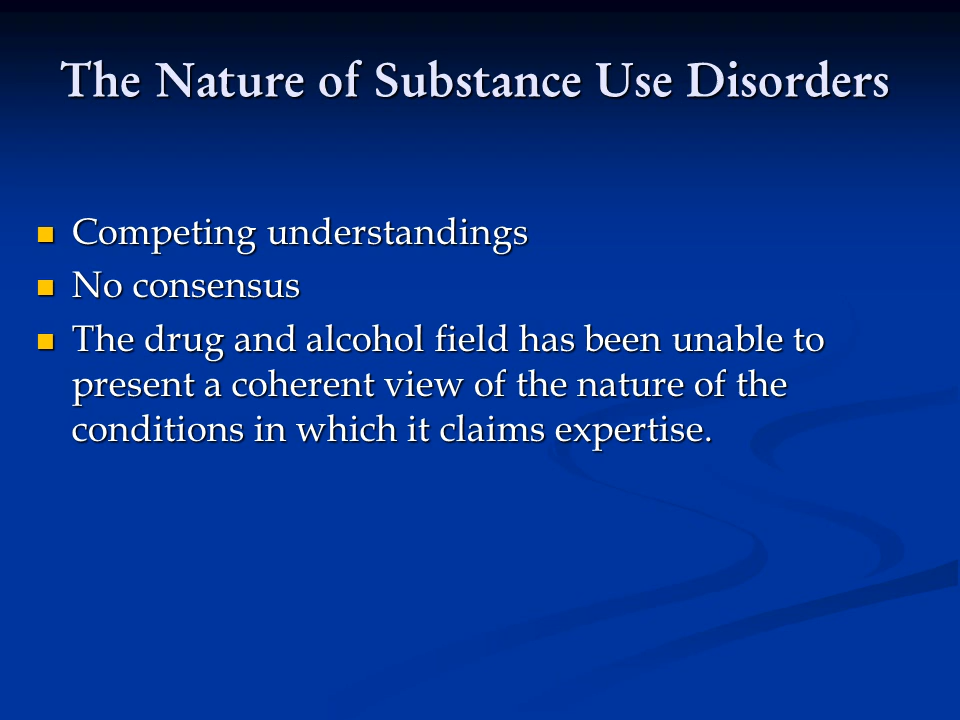 The Nature of Substance Use Disorders
Competing understandings
No consensus
The drug and alcohol field has been unable to
present a coherent view of the nature of the
conditions in which it claims expertise.